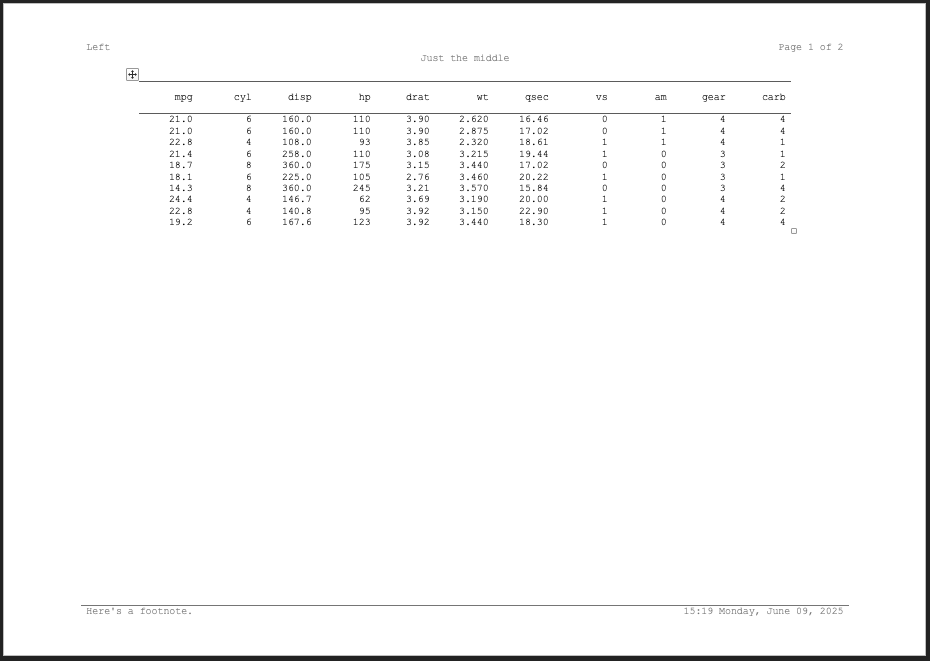 Left Page 1 of 2
Just the middle
mpg cyl disp hp drat wt qsec vs am gear carb
21.0 6 160.0 110 3.90 2.620 16.46 0 1 4 4
21.0 6 160.0 110 3.90 2.875 17.02 0 1 4 4
22.8 4 108.0 93 3.85 2.320 18.61 1 1 4 1
21.4 6 258.0 110 3.08 3.215 19.44 1 0 3 1
18.7 8 360.0 175 3.15 3.440 17.02 0 0 3 2
18.1 6 225.0 105 2.76 3.460 20.22 1 0 3 1
14.3 8 360.0 245 3.21 3.570 15.84 0 0 3 4
24.4 4 146.7 62 3.69 3.190 20.00 1 0 4 2
22.8 4 140.8 95 3.92 3.150 22.90 1 0 4 2
19.2 6 167.6 123 3.92 3.440 18.30 1 0 4 4
Here's a footnote. 15:19 Monday, June 09, 2025